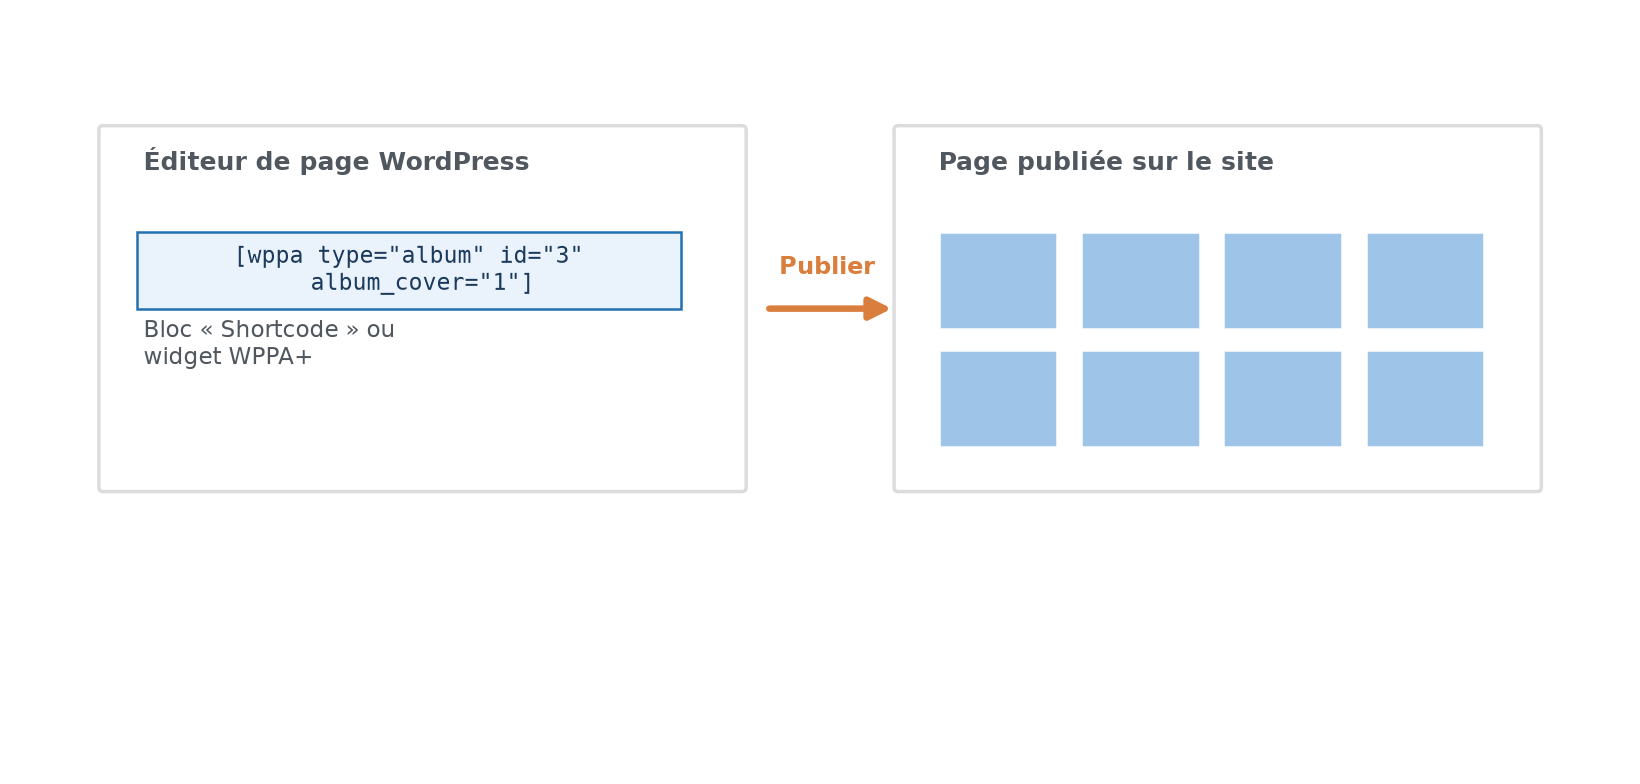 Éditeur de page WordPress
[wppa type="album" id="3"
album_cover="1"]
Bloc « Shortcode » ou
widget WPPA+
Publier
Page publiée sur le site